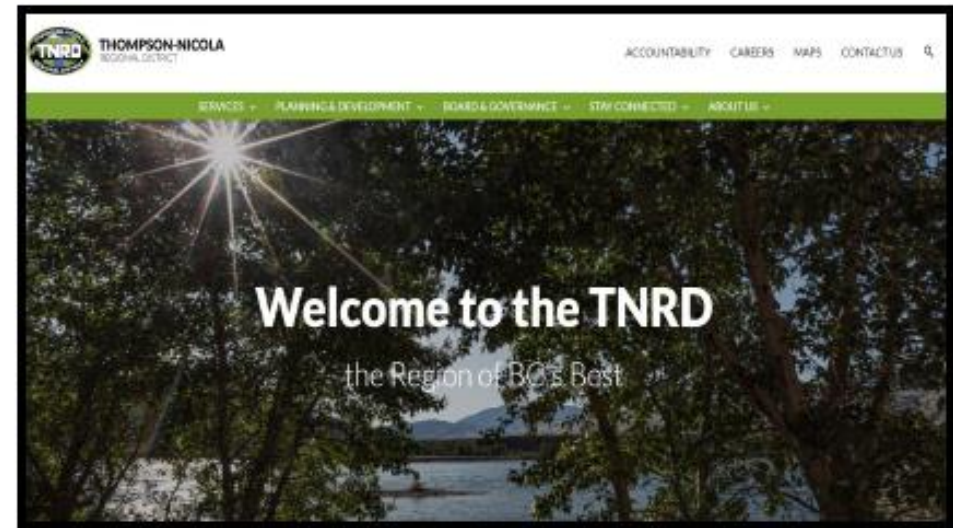 TNRD
THOMPSON-NICOLA
REGIONAL DISTRICT
ACCOUNTABILITY CAREERS MAPS CONTACT US
SERVICES PLANNING & DEVELOPMENT BOARD & GOVERNANCE STAY CONNECTED ABOUT US
Welcome to the TNRD
the Region of BC's Best